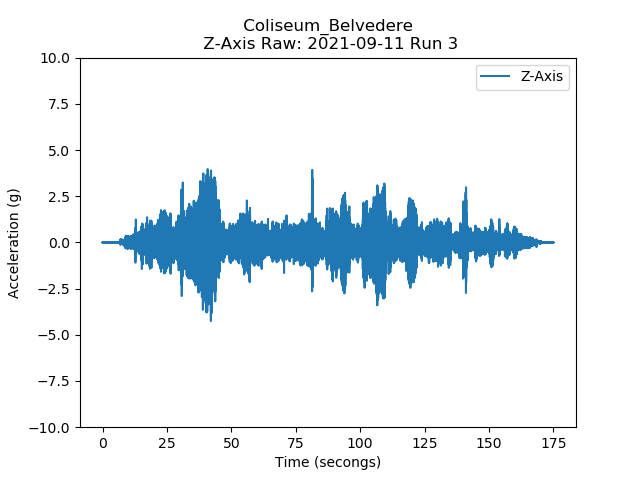 Coliseum_Belvedere
Z-Axis Raw: 2021-09-11 Run 3
Z-Axis
Acceleration (g)
10.0
7.5
5.0
2.5
0.0
−2.5
−5.0
−7.5
−10.0
0 25 50 75 100 125 150 175
Time (secongs)